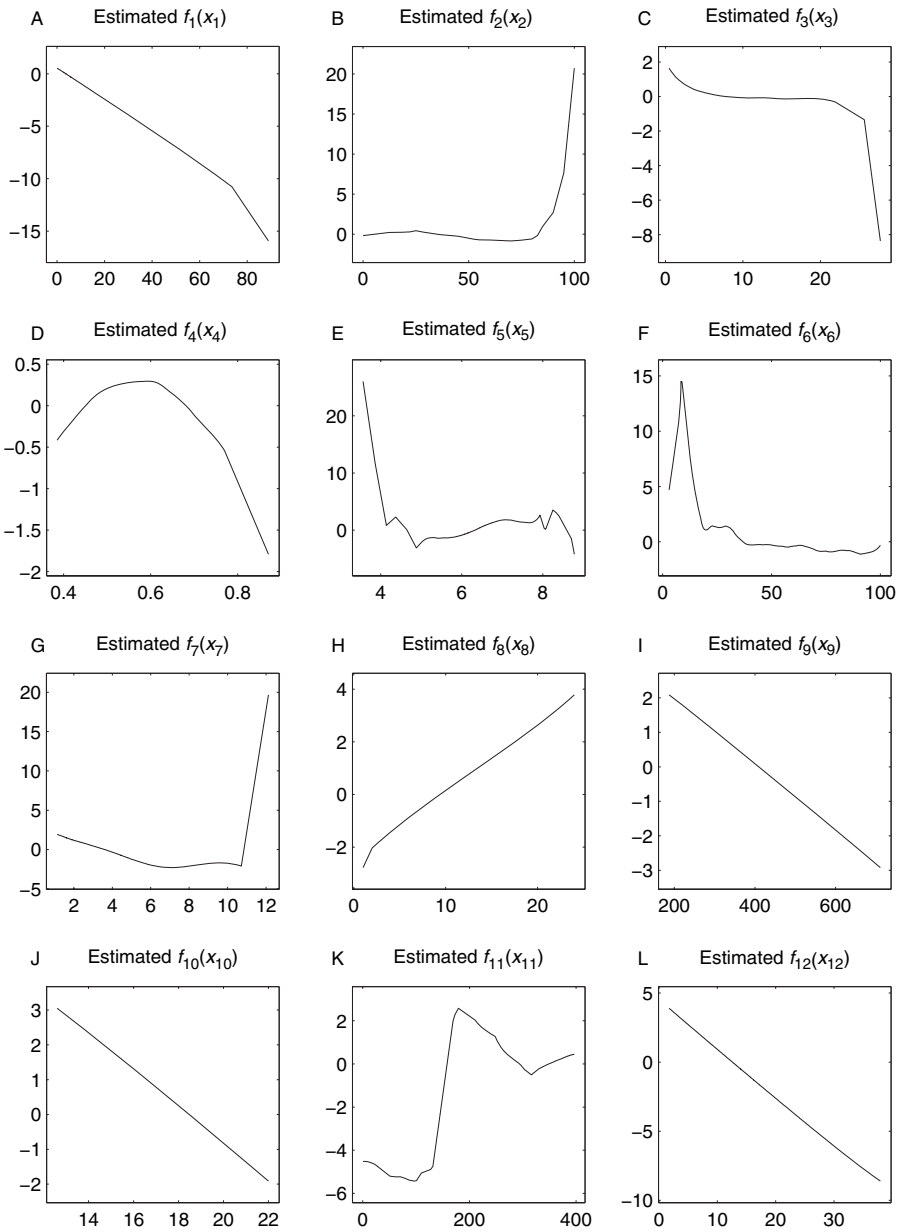 A Estimated f1(x1)
B Estimated f2(x2)
C Estimated f3(x3)
0
−5
−10
−15
0 20 40 60 80
20
15
10
5
0
0 50 100
2
0
−2
−4
−6
−8
0 10 20
D Estimated f4(x4)
E Estimated f5(x5)
F Estimated f6(x6)
0.5
0
−0.5
−1
−1.5
−2
0.4 0.6 0.8
20
10
0
4 6 8
15
10
5
0
0 50 100
G Estimated f7(x7)
H Estimated f8(x8)
I Estimated f9(x9)
20
15
10
5
0
−5
2 4 6 8 10 12
4
2
0
−2
0 10 20
2
1
0
−1
−2
−3
200 400 600
J Estimated f10(x10)
K Estimated f11(x11)
L Estimated f12(x12)
3
2
1
0
−1
−2
14 16 18 20 22
2
0
−2
−4
−6
0 200 400
5
0
−5
−10
0 10 20 30